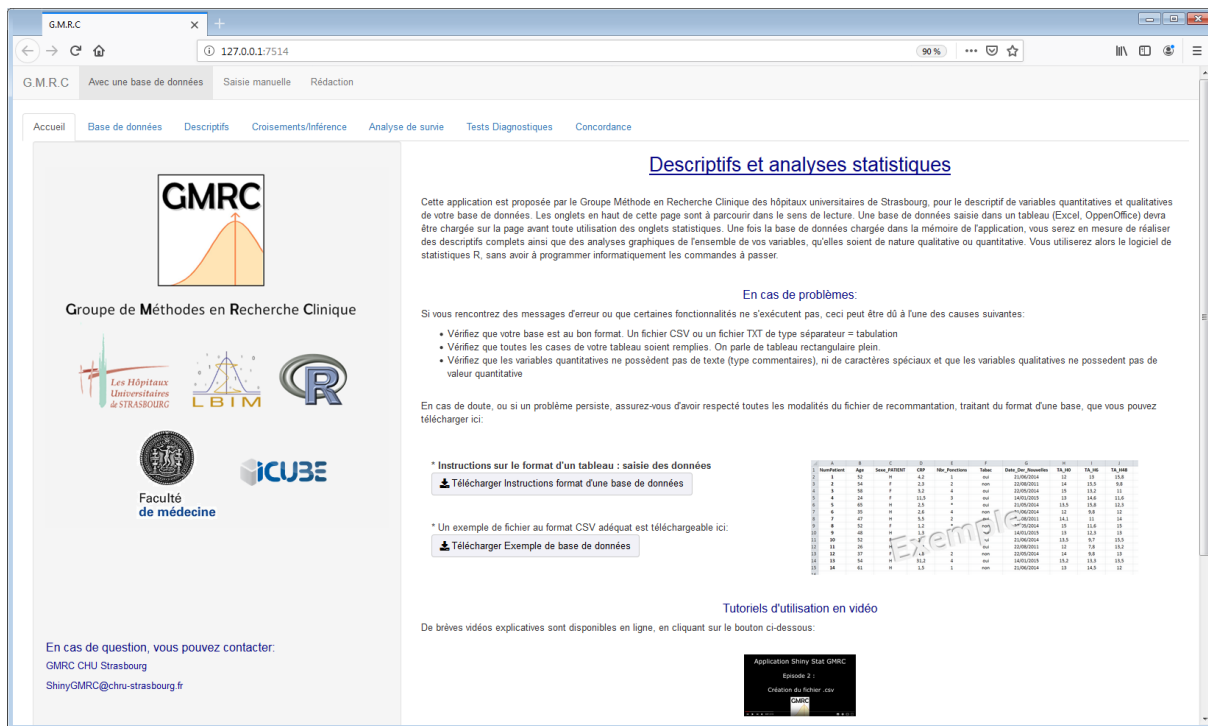 G.M.R.C
127.0.0.1:7514
90 %
G.M.R.C Avec une base de données Saisie manuelle Rédaction
Accueil Base de données Descriptifs Croisements/Inférence Analyse de survie Tests Diagnostiques Concordance
GMRC
Groupe de Méthodes en Recherche Clinique
Les Hôpitaux
Universitaires
de STRASBOURG
LBIM
R
Faculté
de médecine
iCUBE
En cas de question, vous pouvez contacter:
GMRC CHU Strasbourg
ShinyGMRC@chru-strasbourg.fr
Descriptifs et analyses statistiques
Cette application est proposée par le Groupe Méthode en Recherche Clinique des hôpitaux universitaires de Strasbourg, pour le descriptif de variables quantitatives et qualitatives
de votre base de données. Les onglets en haut de cette page sont à parcourir dans le sens de lecture. Une base de données saisie dans un tableau (Excel, OppenOffice) devra
être chargée sur la page avant toute utilisation des onglets statistiques. Une fois la base de données chargée dans la mémoire de l'application, vous serez en mesure de réaliser
des descriptifs complets ainsi que des analyses graphiques de l'ensemble de vos variables, qu'elles soient de nature qualitative ou quantitative. Vous utiliserez alors le logiciel de
statistiques R, sans avoir à programmer informatiquement les commandes à passer.
En cas de problèmes:
Si vous rencontrez des messages d'erreur ou que certaines fonctionnalités ne s'exécutent pas, ceci peut être dû à l'une des causes suivantes:
Vérifiez que votre base est au bon format. Un fichier CSV ou un fichier TXT de type séparateur = tabulation
Vérifiez que toutes les cases de votre tableau soient remplies. On parle de tableau rectangulaire plein.
Vérifiez que les variables quantitatives ne possèdent pas de texte (type commentaires), ni de caractères spéciaux et que les variables qualitatives ne possedent pas de
valeur quantitative
En cas de doute, ou si un problème persiste, assurez-vous d'avoir respecté toutes les modalités du fichier de recommantation, traitant du format d'une base, que vous pouvez
télécharger ici:
* Instructions sur le format d'un tableau : saisie des données
Télécharger Instructions format d'une base de données
* Un exemple de fichier au format CSV adéquat est téléchargeable ici:
Télécharger Exemple de base de données
A B C D E F G H I J
NumPatient Age Sexe_PATIENT CRP Nbr_Ponctions Tabac Date_Der_Nouvelles TA_H0 TA_H6 TA_H48
Exemple
Tutoriels d'utilisation en vidéo
De brèves vidéos explicatives sont disponibles en ligne, en cliquant sur le bouton ci-dessous:
Application Shiny Stat GMRC
Episode 2 :
Création du fichier .csv
GMRC